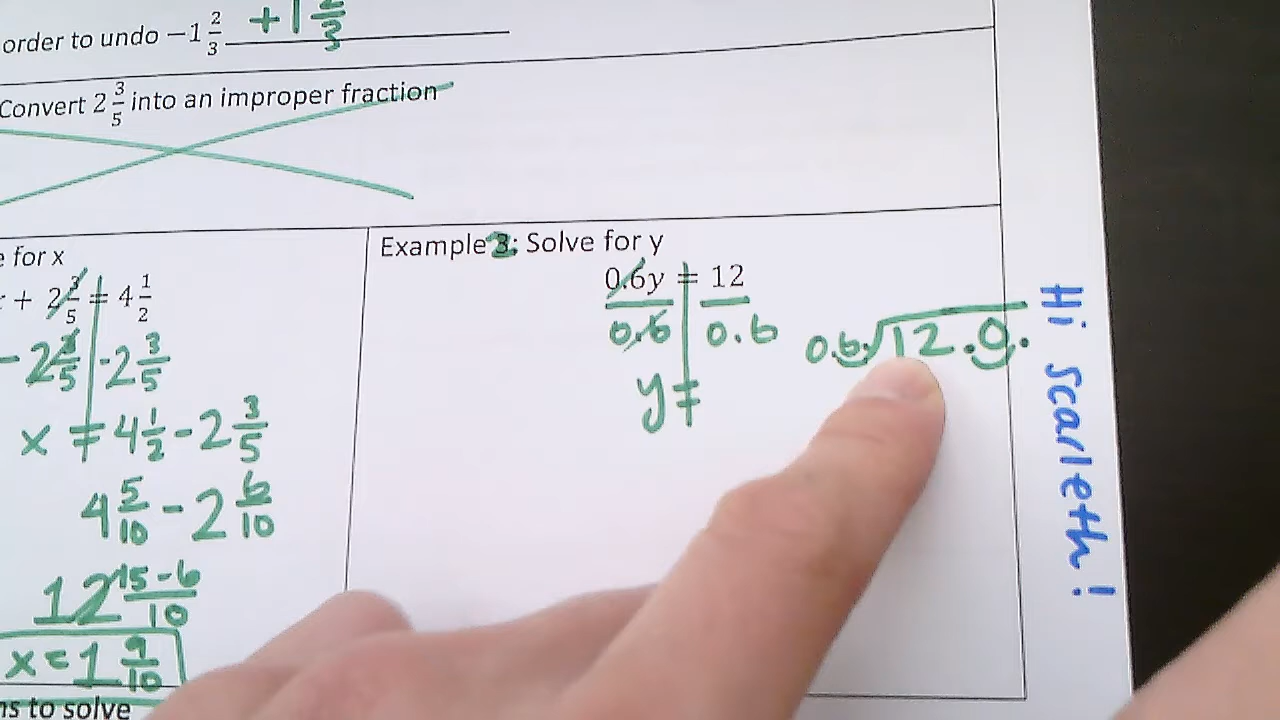 order to undo −1 2/3 +1 2/3
Convert 2 3/5 into an improper fraction
e for x
+ 2 3/5 = 4 1/2
- 2 3/5 - 2 3/5
x = 4 1/2 - 2 3/5
4 5/10 - 2 6/10
1 2 15-6/10
x = 1 9/10
ns to solve
Example 2: Solve for y
0.6y = 12
0.6 0.6
0.6. 12.0.
y =
Hi Scarleth!